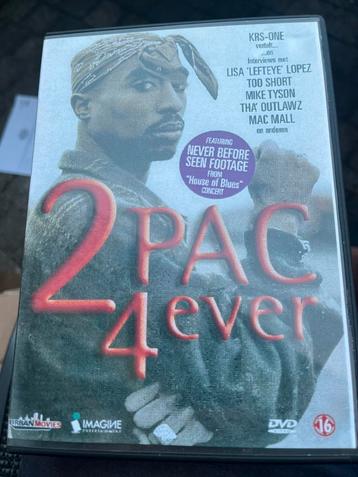 KRS-ONE
vertelt....
...en
Interviews met
LISA 'LEFTEYE' LOPEZ
TOO SHORT
MIKE TYSON
THA' OUTLAWZ
MAC MALL
en anderen
FEATURING
NEVER BEFORE
SEEN FOOTAGE
FROM
"House of Blues"
CONCERT
2PAC
4ever
URBAN MOVIES
IMAGINE
ENTERTAINMENT
DVD
VIDEO
16